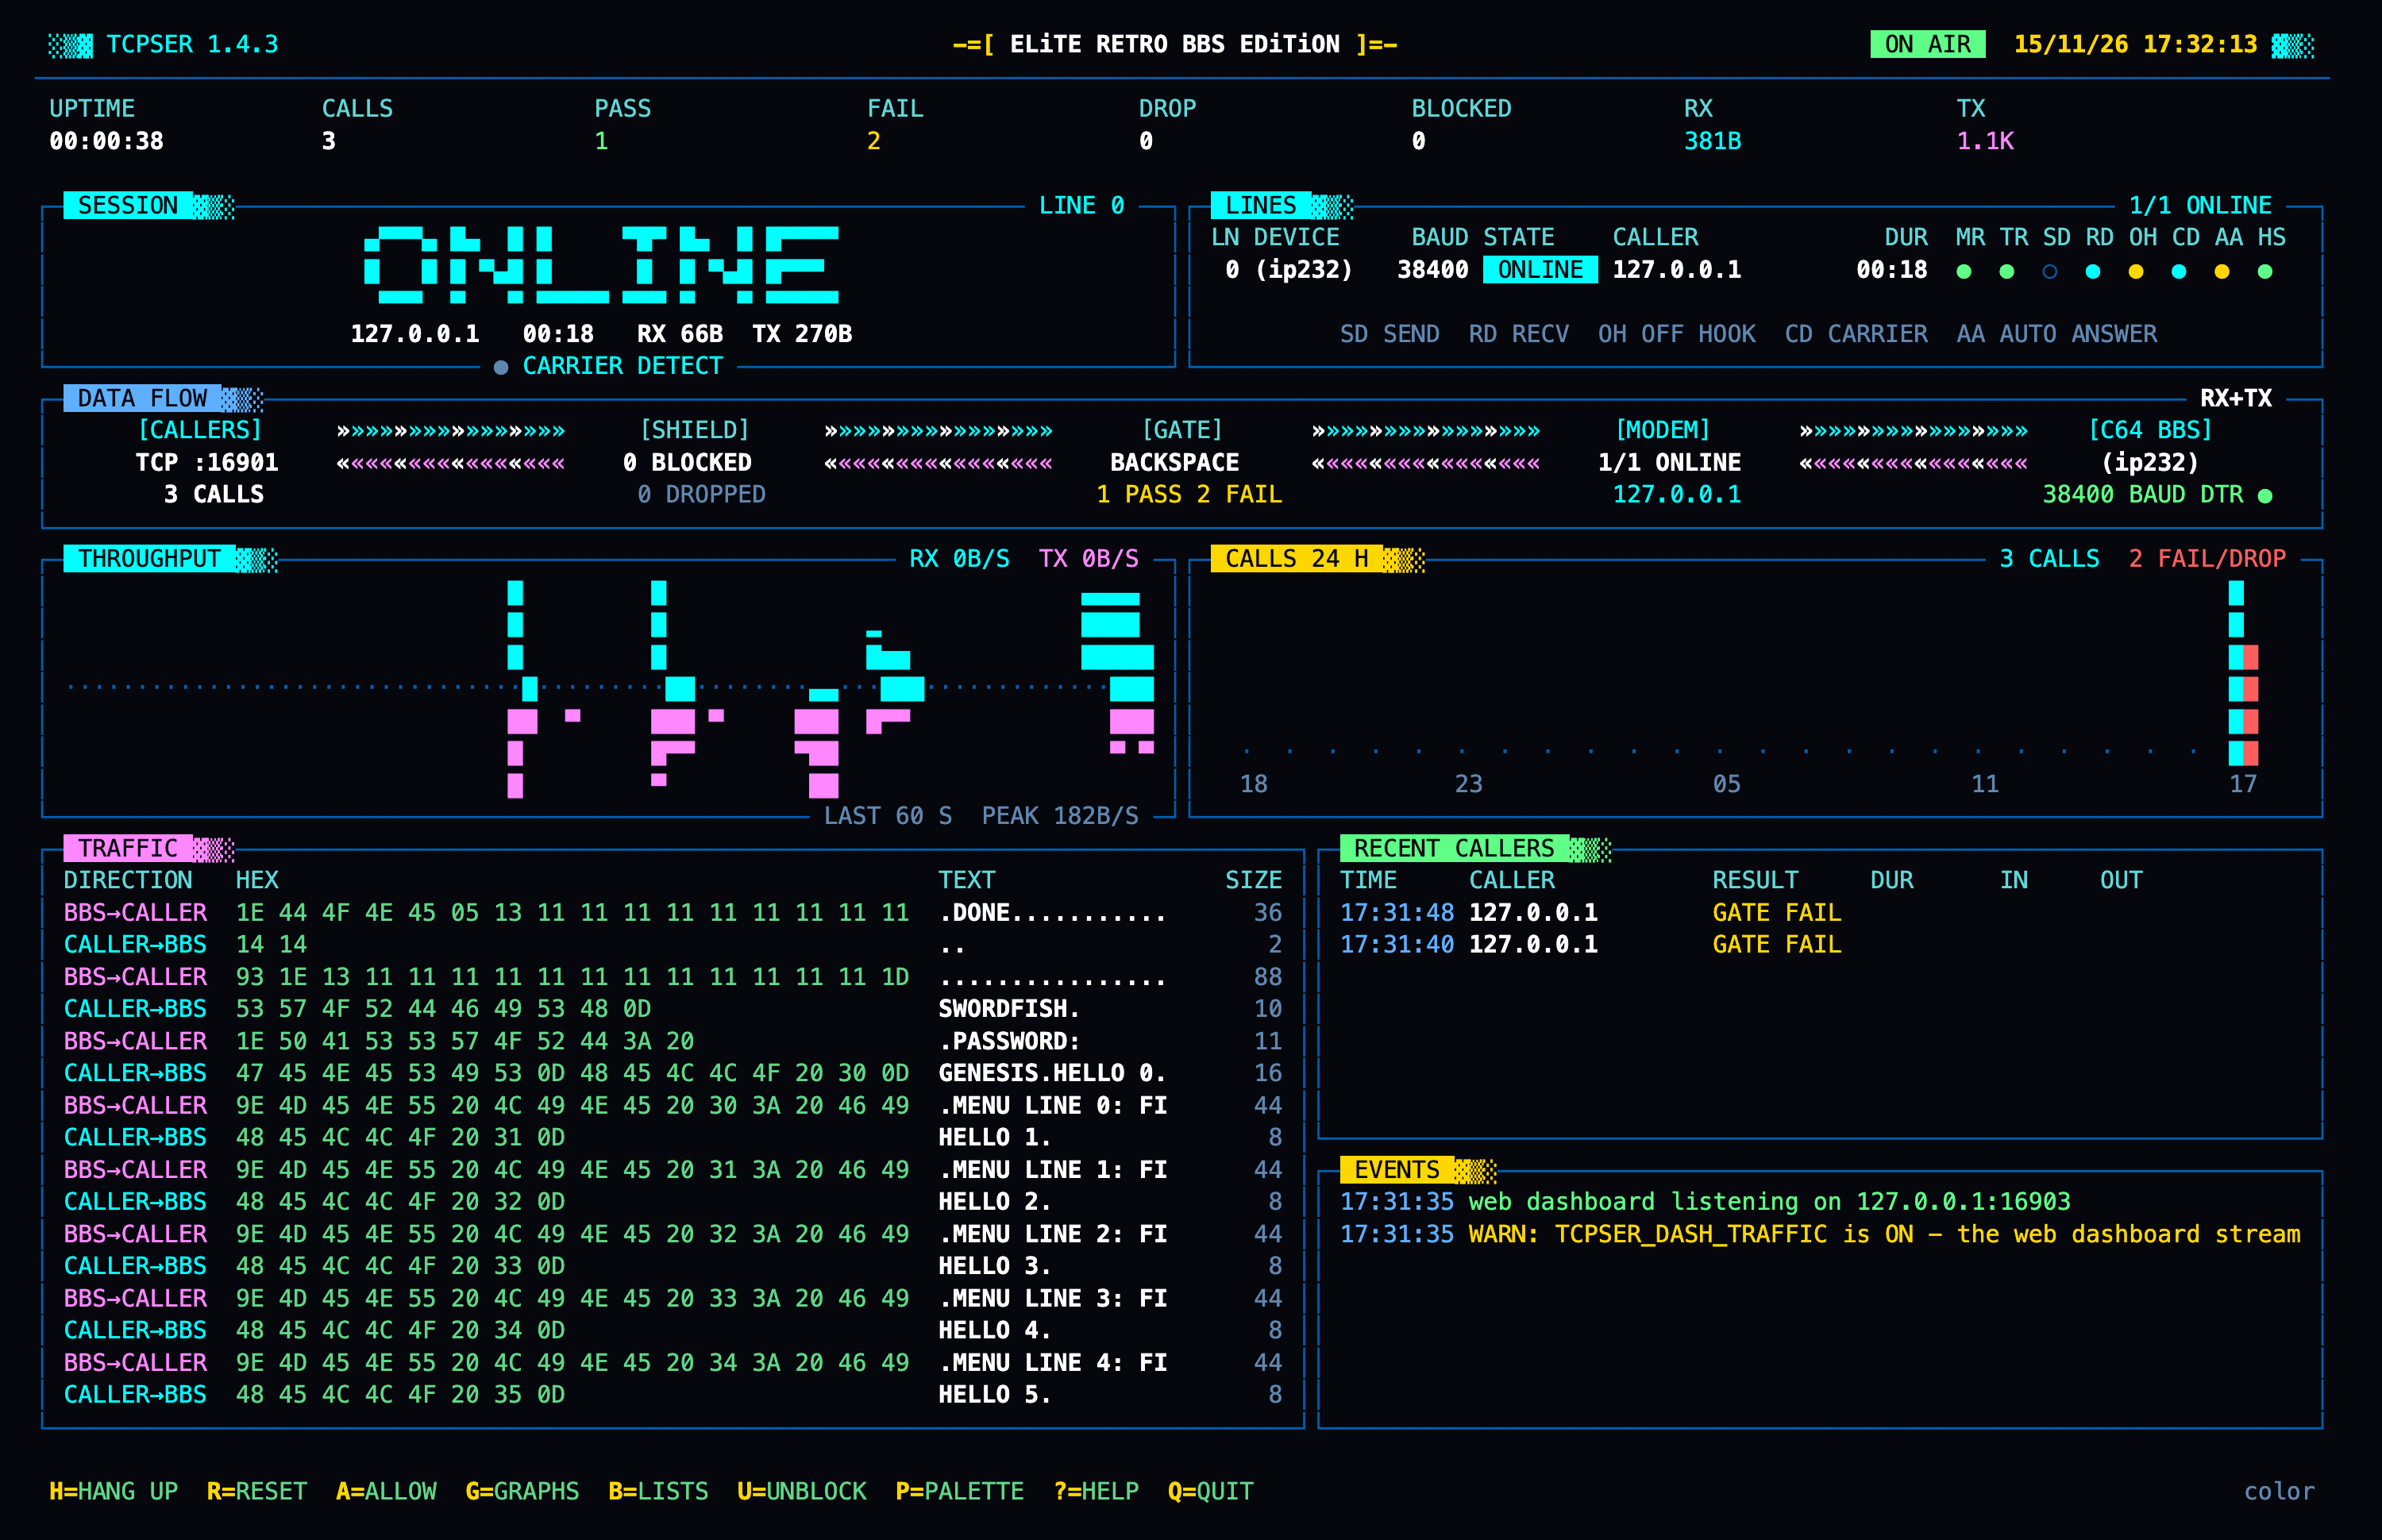 TCPSER 1.4.3 -=[ ELiTE RETRO BBS EDiTiON ]=- ON AIR 15/11/26 17:32:13
UPTIME CALLS PASS FAIL DROP BLOCKED RX TX
00:00:38 3 1 2 0 0 381B 1.1K
SESSION LINE 0
ONLINE
127.0.0.1 00:18 RX 66B TX 270B
● CARRIER DETECT
LINES 1/1 ONLINE
LN DEVICE BAUD STATE CALLER DUR MR TR SD RD OH CD AA HS
0 (ip232) 38400 ONLINE 127.0.0.1 00:18 ● ● ○ ● ● ● ● ●
SD SEND RD RECV OH OFF HOOK CD CARRIER AA AUTO ANSWER
DATA FLOW RX+TX
[CALLERS] »»»»»»»»»»»»»»»» [SHIELD] »»»»»»»»»»»»»»»» [GATE] »»»»»»»»»»»»»»»» [MODEM] »»»»»»»»»»»»»»»» [C64 BBS]
TCP :16901 «««««««««««««««« 0 BLOCKED «««««««««««««««« BACKSPACE «««««««««««««««« 1/1 ONLINE «««««««««««««««« (ip232)
3 CALLS 0 DROPPED 1 PASS 2 FAIL 127.0.0.1 38400 BAUD DTR ●
THROUGHPUT RX 0B/S TX 0B/S
LAST 60 S PEAK 182B/S
CALLS 24 H 3 CALLS 2 FAIL/DROP
18 23 05 11 17
TRAFFIC
DIRECTION HEX TEXT SIZE
BBS→CALLER 1E 44 4F 4E 45 05 13 11 11 11 11 11 11 11 11 11 .DONE........... 36
CALLER→BBS 14 14 .. 2
BBS→CALLER 93 1E 13 11 11 11 11 11 11 11 11 11 11 11 11 1D ................ 88
CALLER→BBS 53 57 4F 52 44 46 49 53 48 0D SWORDFISH. 10
BBS→CALLER 1E 50 41 53 53 57 4F 52 44 3A 20 .PASSWORD: 11
CALLER→BBS 47 45 4E 45 53 49 53 0D 48 45 4C 4C 4F 20 30 0D GENESIS.HELLO 0. 16
BBS→CALLER 9E 4D 45 4E 55 20 4C 49 4E 45 20 30 3A 20 46 49 .MENU LINE 0: FI 44
CALLER→BBS 48 45 4C 4C 4F 20 31 0D HELLO 1. 8
BBS→CALLER 9E 4D 45 4E 55 20 4C 49 4E 45 20 31 3A 20 46 49 .MENU LINE 1: FI 44
CALLER→BBS 48 45 4C 4C 4F 20 32 0D HELLO 2. 8
BBS→CALLER 9E 4D 45 4E 55 20 4C 49 4E 45 20 32 3A 20 46 49 .MENU LINE 2: FI 44
CALLER→BBS 48 45 4C 4C 4F 20 33 0D HELLO 3. 8
BBS→CALLER 9E 4D 45 4E 55 20 4C 49 4E 45 20 33 3A 20 46 49 .MENU LINE 3: FI 44
CALLER→BBS 48 45 4C 4C 4F 20 34 0D HELLO 4. 8
BBS→CALLER 9E 4D 45 4E 55 20 4C 49 4E 45 20 34 3A 20 46 49 .MENU LINE 4: FI 44
CALLER→BBS 48 45 4C 4C 4F 20 35 0D HELLO 5. 8
RECENT CALLERS
TIME CALLER RESULT DUR IN OUT
17:31:48 127.0.0.1 GATE FAIL
17:31:40 127.0.0.1 GATE FAIL
EVENTS
17:31:35 web dashboard listening on 127.0.0.1:16903
17:31:35 WARN: TCPSER_DASH_TRAFFIC is ON — the web dashboard stream
H=HANG UP R=RESET A=ALLOW G=GRAPHS B=LISTS U=UNBLOCK P=PALETTE ?=HELP Q=QUIT color